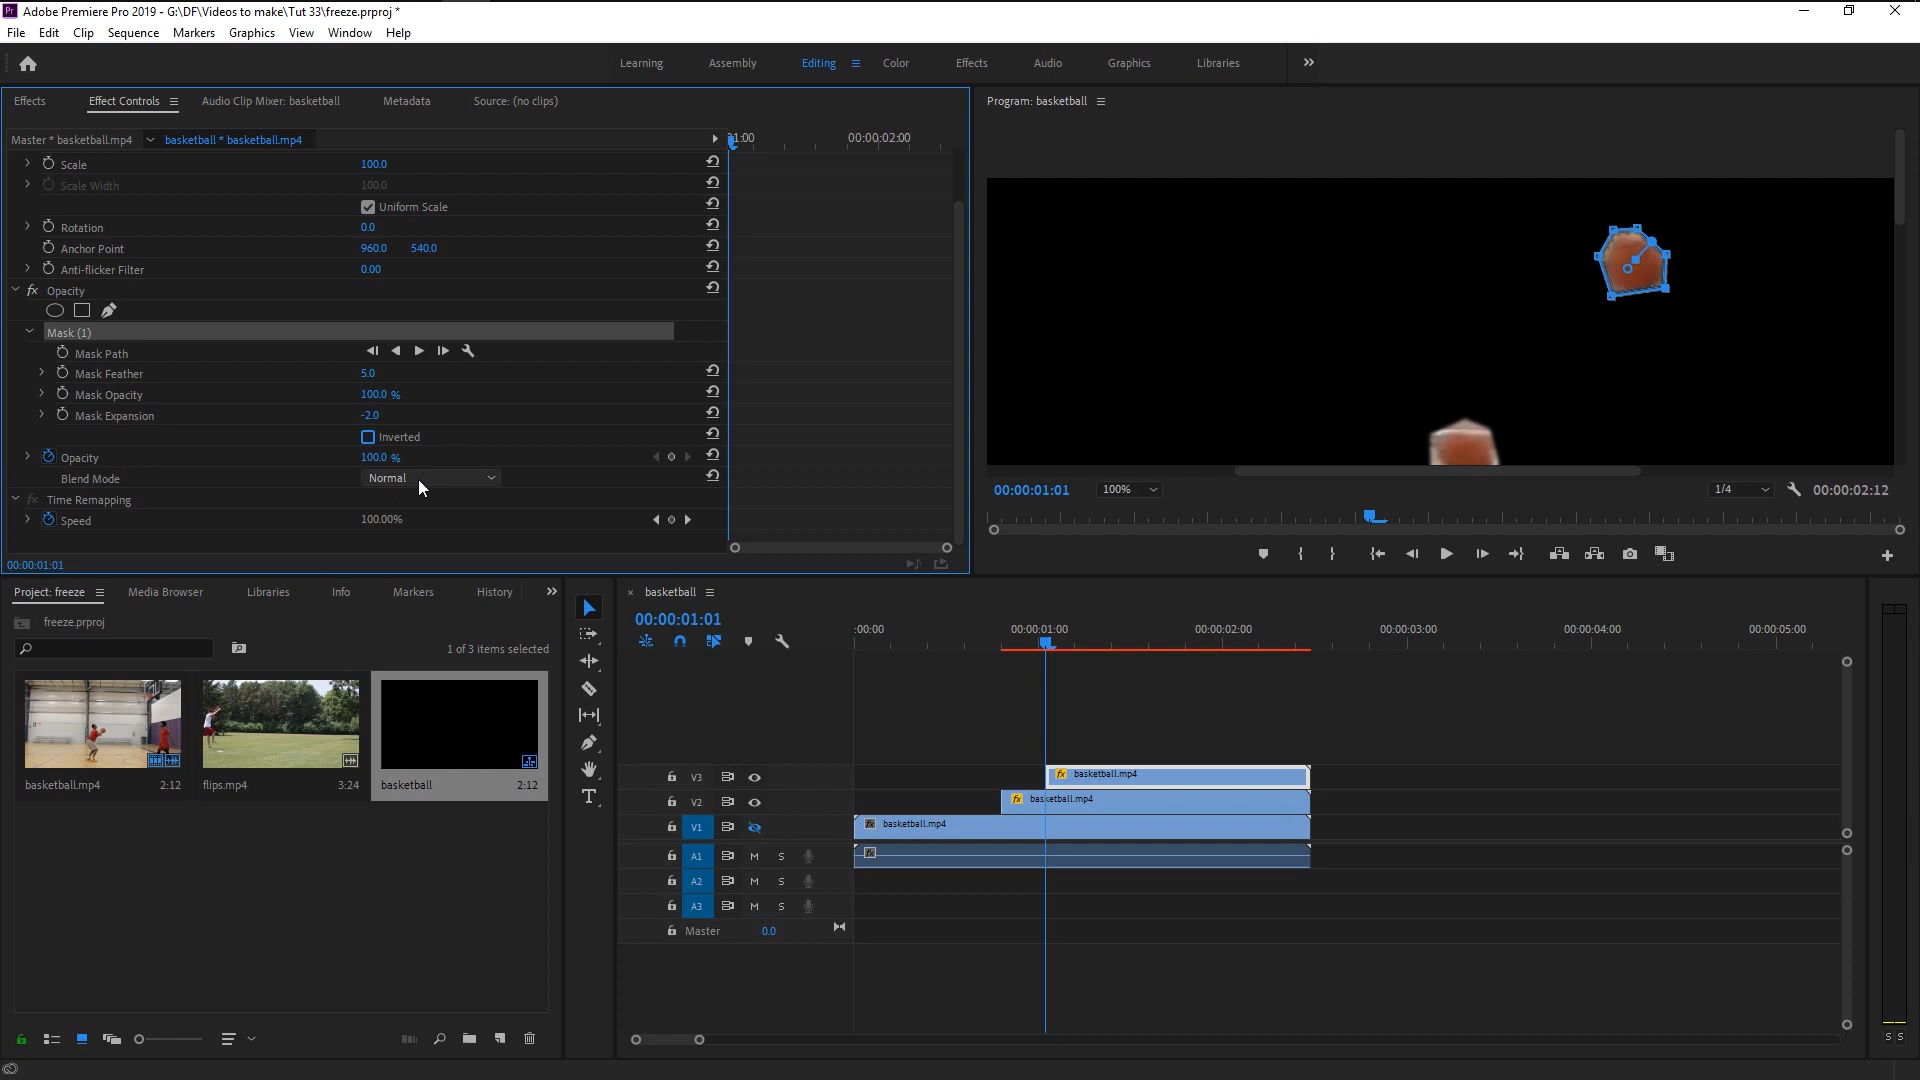 Pr Adobe Premiere Pro 2019 - G:\DF\Videos to make\Tut 33\freeze.prproj *
File Edit Clip Sequence Markers Graphics View Window Help
Learning Assembly Editing Color Effects Audio Graphics Libraries
Effects Effect Controls Audio Clip Mixer: basketball Metadata Source: (no clips)
Program: basketball
Master * basketball.mp4 basketball * basketball.mp4
01:00 00:00:02:00
Scale 100.0
Scale Width 100.0
Uniform Scale
Rotation 0.0
Anchor Point 960.0 540.0
Anti-flicker Filter 0.00
fx Opacity
Mask (1)
Mask Path
Mask Feather 5.0
Mask Opacity 100.0 %
Mask Expansion -2.0
Inverted
Opacity 100.0 %
Blend Mode Normal
fx Time Remapping
Speed 100.00%
00:00:01:01
00:00:01:01 100% 1/4 00:00:02:12
Project: freeze Media Browser Libraries Info Markers History
freeze.prproj
1 of 3 items selected
basketball.mp4 2:12
flips.mp4 3:24
basketball 2:12
basketball
00:00:01:01
:00:00 00:00:01:00 00:00:02:00 00:00:03:00 00:00:04:00 00:00:05:00
V3 fx basketball.mp4
V2 fx basketball.mp4
V1 fx basketball.mp4
A1 M S fx
A2 M S
A3 M S
Master 0.0
T
S S